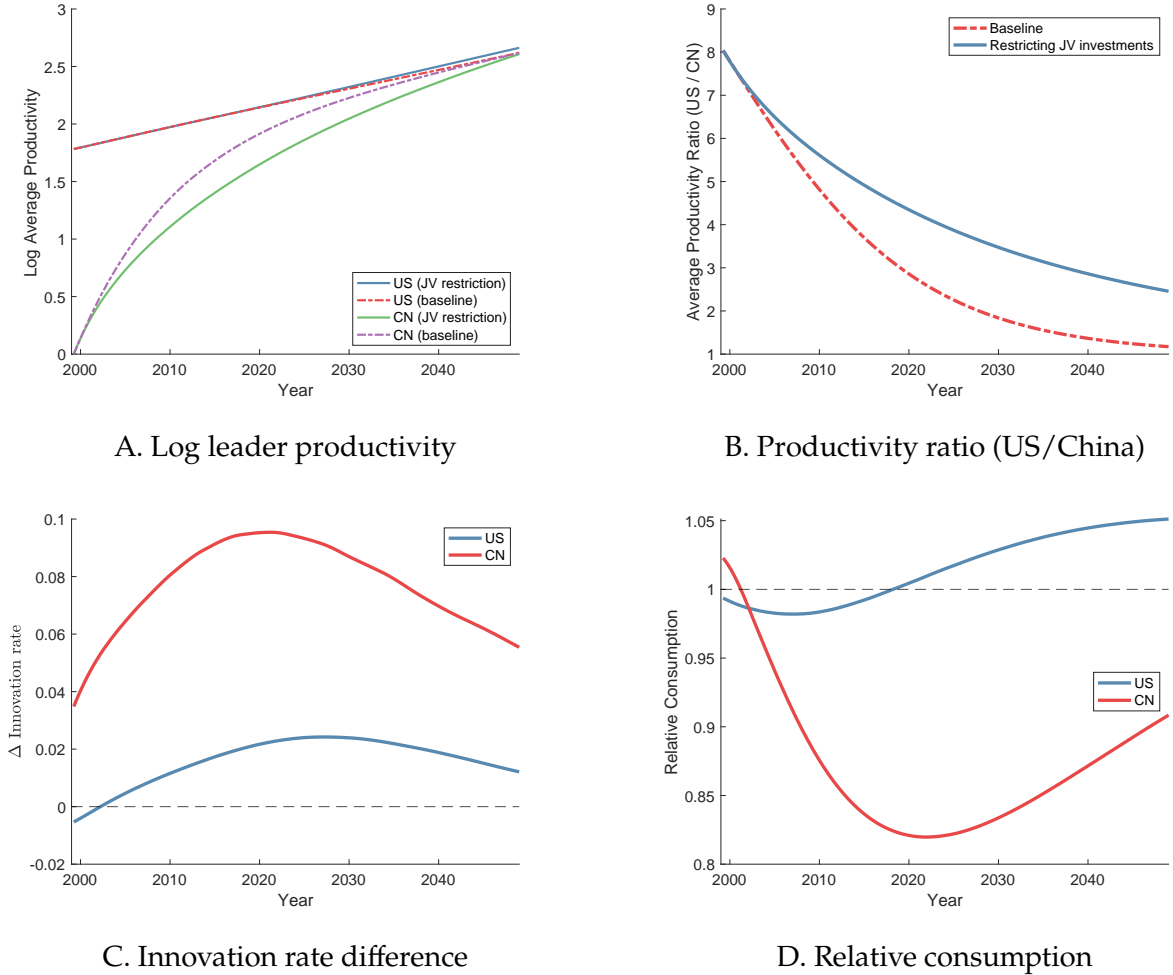 3
2.5
2
1.5
1
0.5
0
Log Average Productivity
US (JV restriction)
US (baseline)
CN (JV restriction)
CN (baseline)
2000 2010 2020 2030 2040
Year
A. Log leader productivity
9
8
7
6
5
4
3
2
1
Average Productivity Ratio (US / CN)
Baseline
Restricting JV investments
2000 2010 2020 2030 2040
Year
B. Productivity ratio (US/China)
0.1
0.08
0.06
0.04
0.02
0
-0.02
Δ Innovation rate
US
CN
2000 2010 2020 2030 2040
Year
C. Innovation rate difference
1.05
1
0.95
0.9
0.85
0.8
Relative Consumption
US
CN
2000 2010 2020 2030 2040
Year
D. Relative consumption